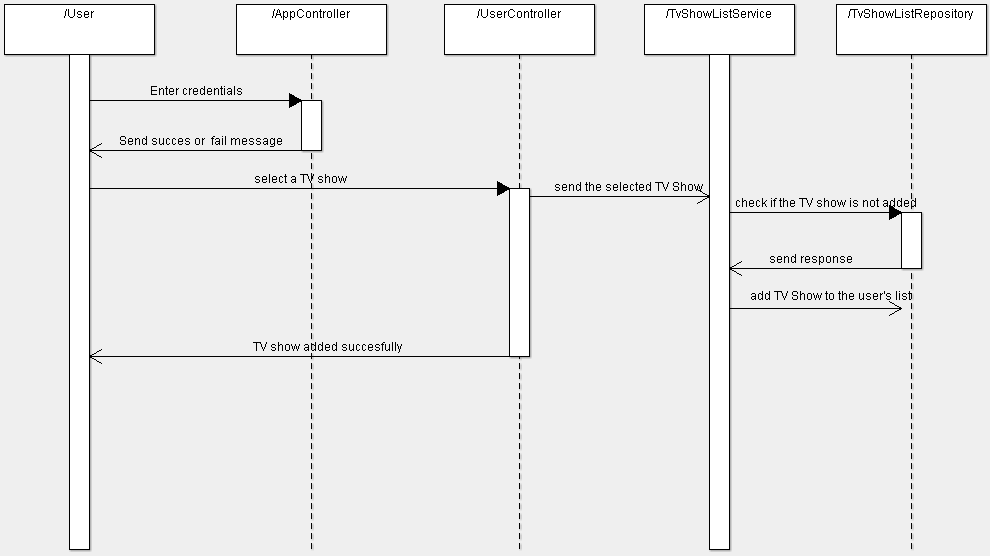 /User
/AppController
/UserController
/TvShowListService
/TvShowListRepository
Enter credentials
Send succes or fail message
select a TV show
send the selected TV Show
check if the TV show is not added
send response
add TV Show to the user's list
TV show added succesfully